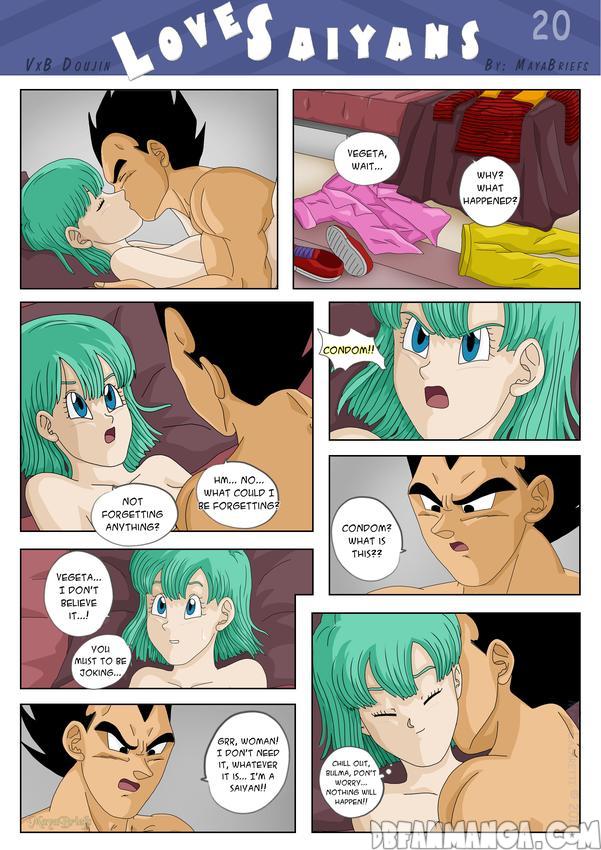 LOVE SAIYANS
20
VXB DOUJIN
BY: MAYABRIEFS
VEGETA,
WAIT...
WHY?
WHAT
HAPPENED?
NOT
FORGETTING
ANYTHING?
HM... NO...
WHAT COULD I
BE FORGETTING?
CONDOM!!
CONDOM?
WHAT IS
THIS??
VEGETA...
I DON'T
BELIEVE
IT...!
YOU
MUST TO BE
JOKING...
GRR, WOMAN!
I DON'T NEED
IT, WHATEVER
IT IS... I'M A
SAIYAN!!
CHILL OUT,
BULMA, DON'T
WORRY...
NOTHING
WILL
HAPPEN!!
MayaBriefs
DBFANMANGA.COM